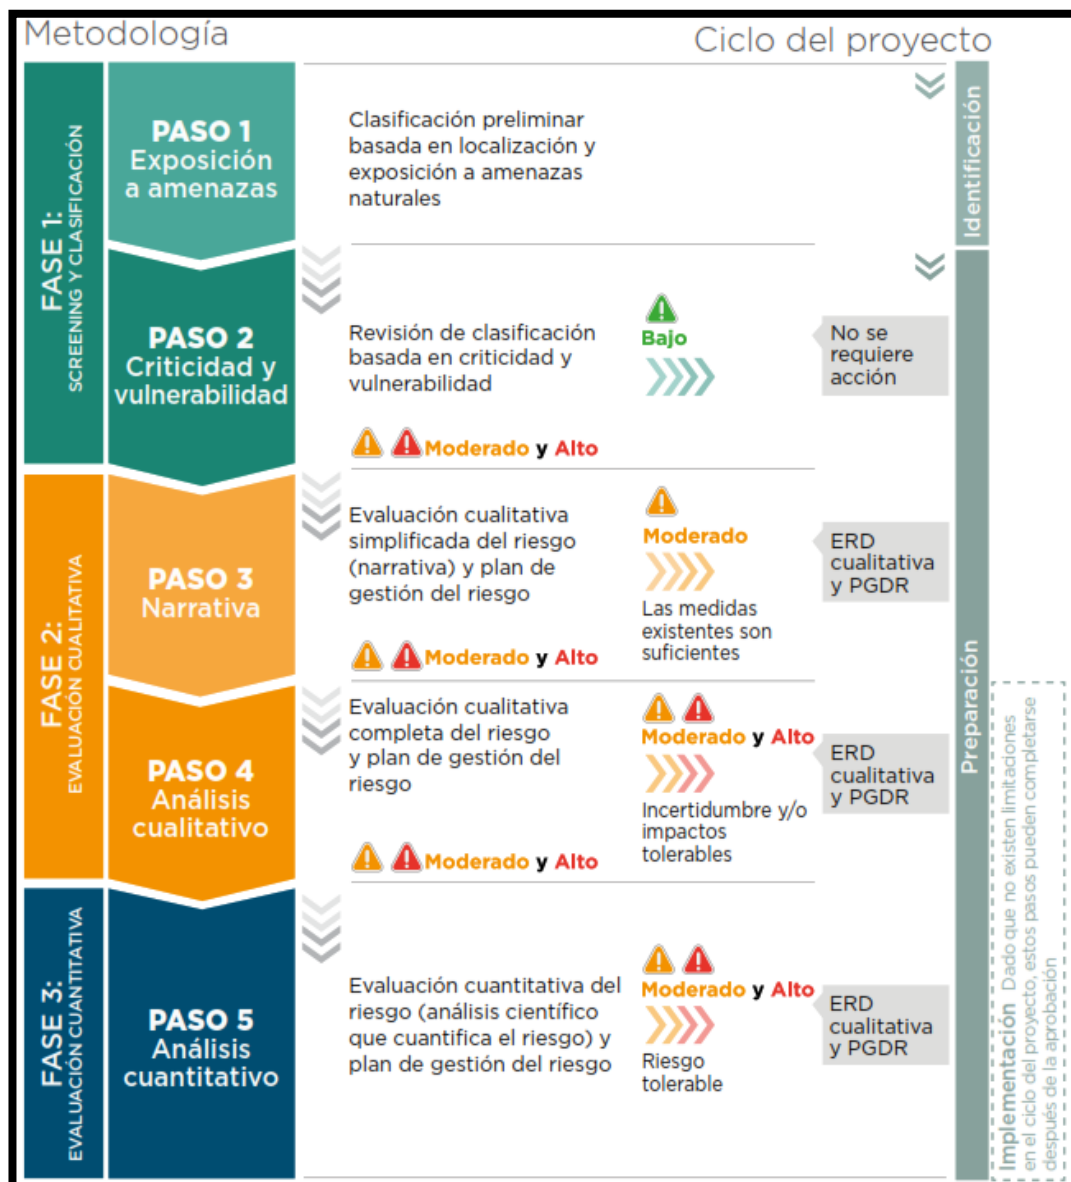 Metodología
Ciclo del proyecto
FASE 1:
SCREENING Y CLASIFICACIÓN
PASO 1
Exposición
a amenazas
Clasificación preliminar
basada en localización y
exposición a amenazas
naturales
Identificación
PASO 2
Criticidad y
vulnerabilidad
Revisión de clasificación
basada en criticidad y
vulnerabilidad
Bajo
No se
requiere
acción
Moderado y Alto
FASE 2:
EVALUACIÓN CUALITATIVA
PASO 3
Narrativa
Evaluación cualitativa
simplificada del riesgo
(narrativa) y plan de
gestión del riesgo
Moderado
Las medidas
existentes son
suficientes
ERD
cualitativa
y PGDR
Moderado y Alto
Preparación
PASO 4
Análisis
cualitativo
Evaluación cualitativa
completa del riesgo
y plan de gestión del
riesgo
Moderado y Alto
Incertidumbre y/o
impactos
tolerables
ERD
cualitativa
y PGDR
Moderado y Alto
FASE 3:
EVALUACIÓN CUANTITATIVA
PASO 5
Análisis
cuantitativo
Evaluación cuantitativa del
riesgo (análisis científico
que cuantifica el riesgo) y
plan de gestión del riesgo
Moderado y Alto
Riesgo
tolerable
ERD
cualitativa
y PGDR
Implementación Dado que no existen limitaciones
en el ciclo del proyecto, estos pasos pueden completarse
después de la aprobación